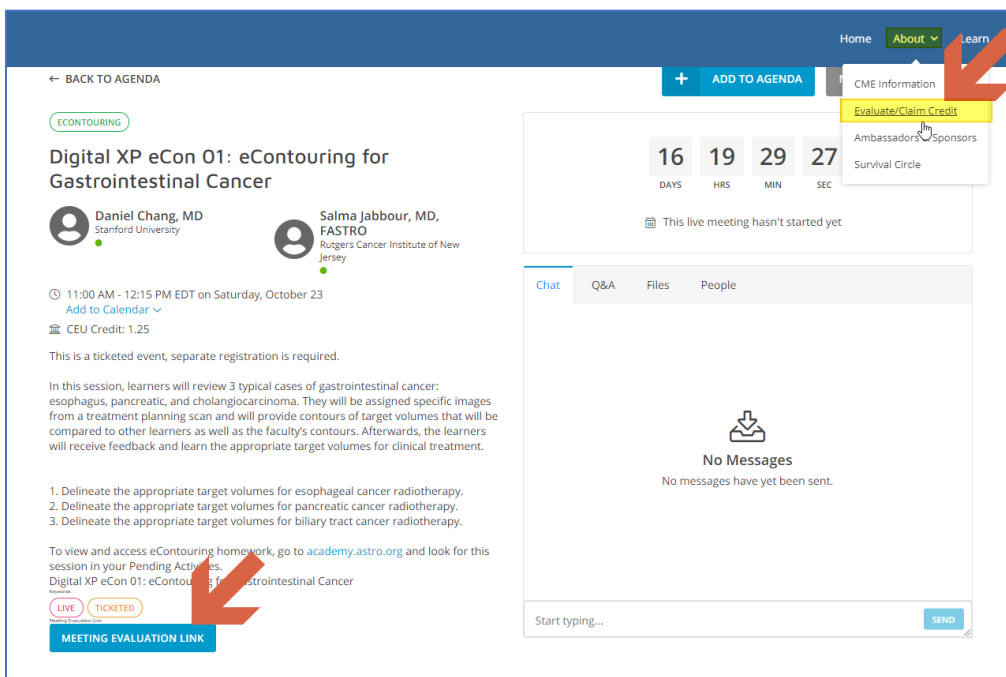 Home About Learn
← BACK TO AGENDA
+ ADD TO AGENDA
CME Information
Evaluate/Claim Credit
Ambassadors & Sponsors
Survival Circle
ECONTOURING
Digital XP eCon 01: eContouring for
Gastrointestinal Cancer
Daniel Chang, MD
Stanford University
Salma Jabbour, MD,
FASTRO
Rutgers Cancer Institute of New
Jersey
11:00 AM - 12:15 PM EDT on Saturday, October 23
Add to Calendar
CEU Credit: 1.25
This is a ticketed event, separate registration is required.
In this session, learners will review 3 typical cases of gastrointestinal cancer:
esophagus, pancreatic, and cholangiocarcinoma. They will be assigned specific images
from a treatment planning scan and will provide contours of target volumes that will be
compared to other learners as well as the faculty's contours. Afterwards, the learners
will receive feedback and learn the appropriate target volumes for clinical treatment.
1. Delineate the appropriate target volumes for esophageal cancer radiotherapy.
2. Delineate the appropriate target volumes for pancreatic cancer radiotherapy.
3. Delineate the appropriate target volumes for biliary tract cancer radiotherapy.
To view and access eContouring homework, go to academy.astro.org and look for this
session in your Pending Activities.
Digital XP eCon 01: eContouring for Gastrointestinal Cancer
Keywords
LIVE TICKETED
Meeting Evaluation Link
MEETING EVALUATION LINK
16 19 29 27
DAYS HRS MIN SEC
This live meeting hasn't started yet
Chat Q&A Files People
No Messages
No messages have yet been sent.
Start typing... SEND